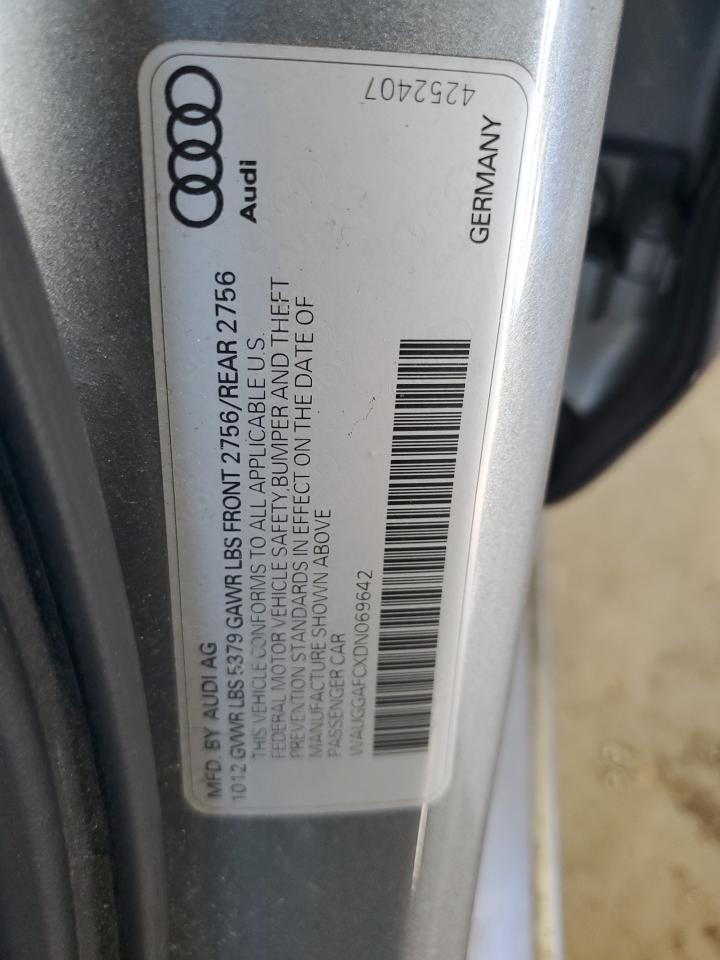 Audi
MFD. BY AUDI AG
1012 GVWR LBS 5379 GAWR LBS FRONT 2756/REAR 2756
THIS VEHICLE CONFORMS TO ALL APPLICABLE U.S.
FEDERAL MOTOR VEHICLE SAFETY,BUMPER AND THEFT
PREVENTION STANDARDS IN EFFECT ON THE DATE OF
MANUFACTURE SHOWN ABOVE
PASSENGER CAR
WAUGGAFCXDN069642
GERMANY
4252407